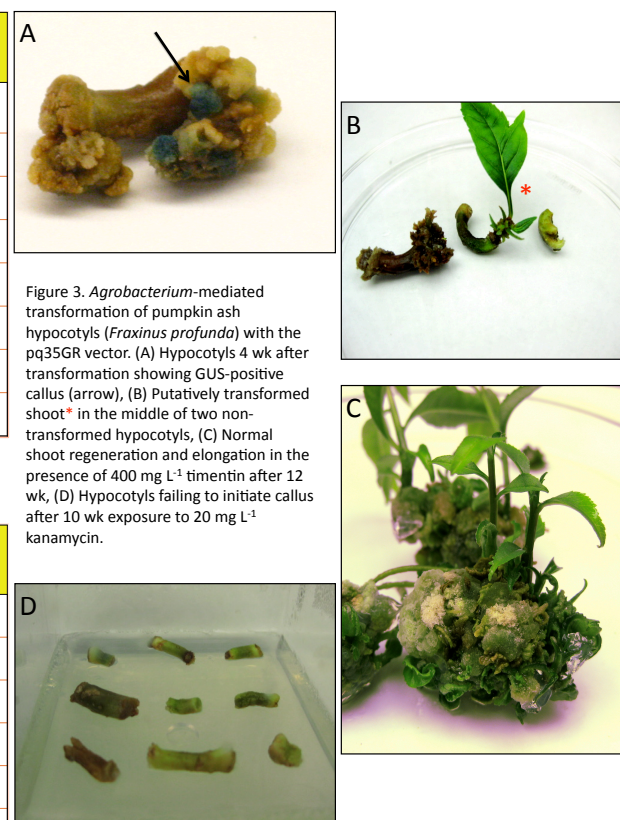 A
B
Figure 3. Agrobacterium-mediated
transformation of pumpkin ash
hypocotyls (Fraxinus profunda) with the
pq35GR vector. (A) Hypocotyls 4 wk after
transformation showing GUS-positive
callus (arrow), (B) Putatively transformed
shoot* in the middle of two non-
transformed hypocotyls, (C) Normal
shoot regeneration and elongation in the
presence of 400 mg L-1 timentin after 12
wk, (D) Hypocotyls failing to initiate callus
after 10 wk exposure to 20 mg L-1
kanamycin.
*
C
D